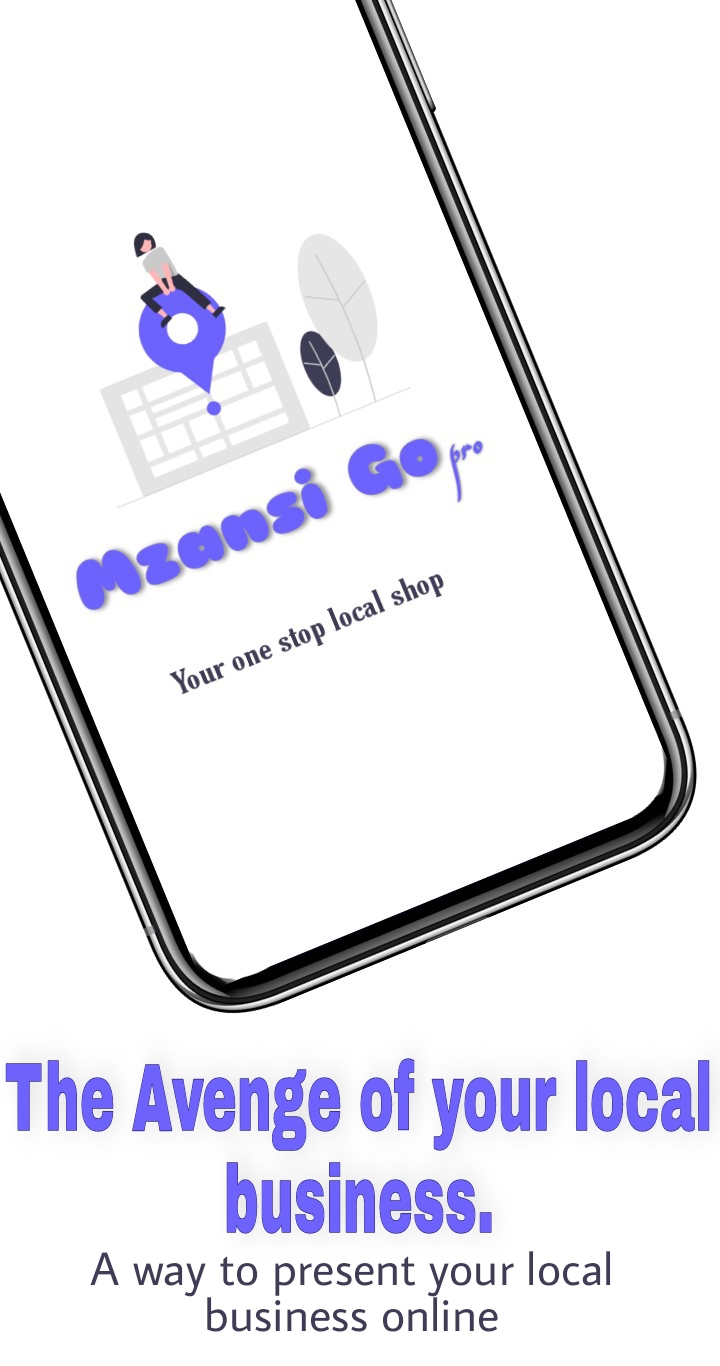 Mzansi Go pro
Your one stop local shop
The Avenge of your local
business.
A way to present your local
business online